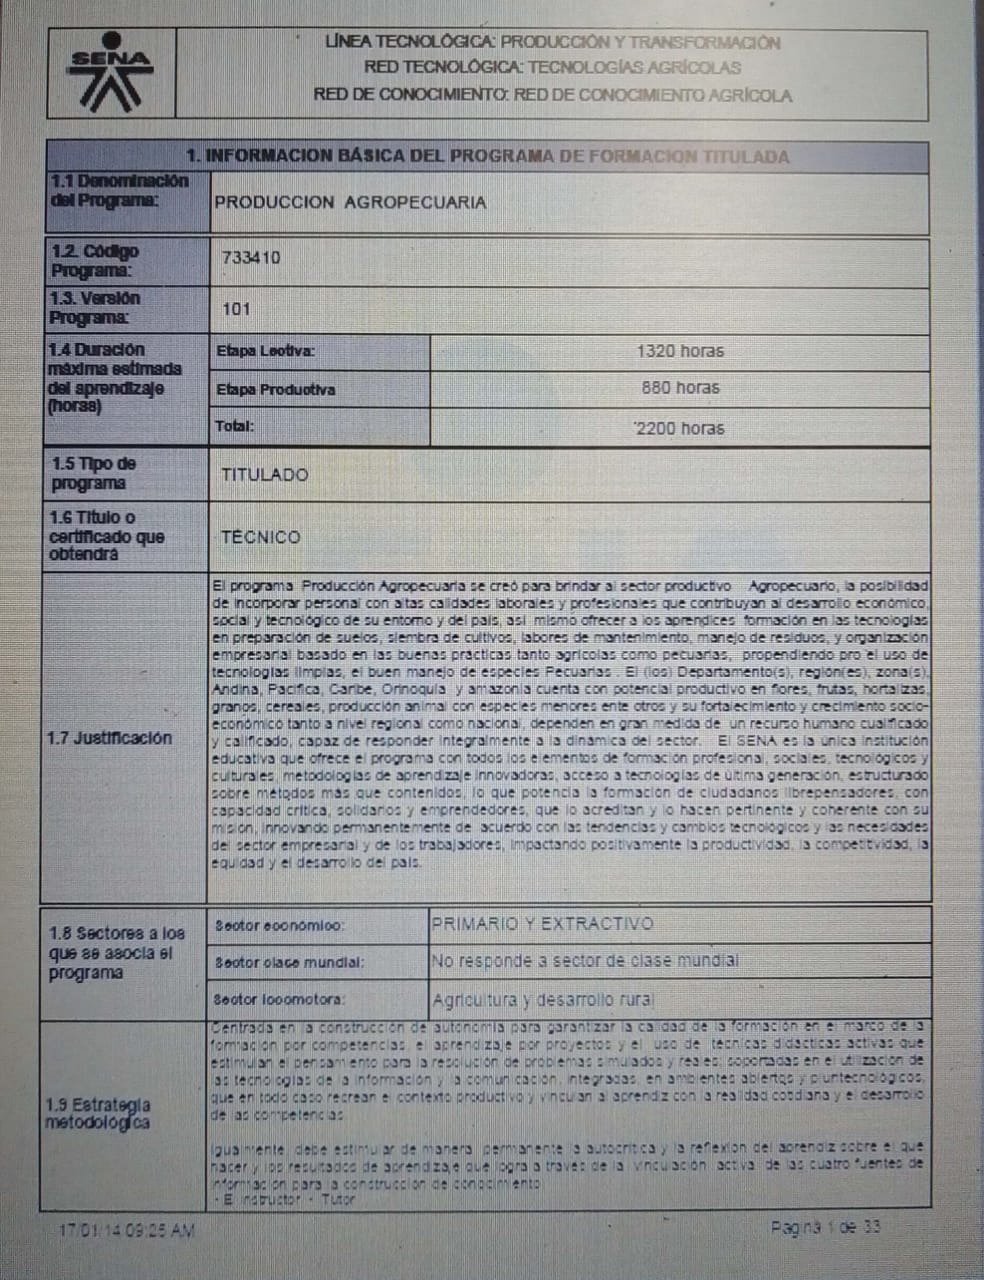 SENA
LÍNEA TECNOLÓGICA: PRODUCCIÓN Y TRANSFORMACIÓN
RED TECNOLÓGICA: TECNOLOGÍAS AGRÍCOLAS
RED DE CONOCIMIENTO: RED DE CONOCIMIENTO AGRÍCOLA
1. INFORMACION BÁSICA DEL PROGRAMA DE FORMACION TITULADA
1.1 Denominación
del Programa:
PRODUCCION AGROPECUARIA
1.2. Código
Programa:
733410
1.3. Versión
Programa:
101
1.4 Duración
máxima estimada
del aprendizaje
(horas)
Etapa Lectiva:
1320 horas
Etapa Productiva
880 horas
Total:
2200 horas
1.5 Tipo de
programa
TITULADO
1.6 Título o
certificado que
obtendrá
TÉCNICO
1.7 Justificación
El programa Producción Agropecuaria se creó para brindar al sector productivo Agropecuario, la posibilidad
de incorporar personal con altas calidades laborales y profesionales que contribuyan al desarrollo económico,
social y tecnológico de su entorno y del país, así mismo ofrecer a los aprendices formación en las tecnologías
en preparación de suelos, siembra de cultivos, labores de mantenimiento, manejo de residuos, y organización
empresarial basado en las buenas prácticas tanto agrícolas como pecuarias, propendiendo pro el uso de
tecnologías limpias, el buen manejo de especies Pecuarias . El (los) Departamento(s), región(es), zona(s),
Andina, Pacifica, Caribe, Orinoquia y amazonia cuenta con potencial productivo en flores, frutas, hortalizas,
granos, cereales, producción animal con especies menores ente otros y su fortalecimiento y crecimiento socio-
económico tanto a nivel regional como nacional, dependen en gran medida de un recurso humano cualificado
y calificado, capaz de responder integralmente a la dinámica del sector. El SENA es la única institución
educativa que ofrece el programa con todos los elementos de formación profesional, sociales, tecnológicos y
culturales, metodologías de aprendizaje innovadoras, acceso a tecnologías de última generación, estructurado
sobre métodos más que contenidos, lo que potencia la formación de ciudadanos librepensadores, con
capacidad crítica, solidarios y emprendedores, que lo acreditan y lo hacen pertinente y coherente con su
misión, innovando permanentemente de acuerdo con las tendencias y cambios tecnológicos y las necesidades
del sector empresarial y de los trabajadores, impactando positivamente la productividad, la competitividad, la
equidad y el desarrollo del país.
1.8 Sectores a los
que se asocia el
programa
Sector económico:
PRIMARIO Y EXTRACTIVO
Sector clase mundial:
No responde a sector de clase mundial
Sector locomotora:
Agricultura y desarrollo rural
1.9 Estrategia
metodológica
Centrada en la construcción de autonomía para garantizar la calidad de la formación en el marco de la
formación por competencias, el aprendizaje por proyectos y el uso de técnicas didácticas activas que
estimulan el pensamiento para la resolución de problemas simulados y reales; soportadas en el utilización de
las tecnologías de la información y la comunicación, integradas, en ambientes abiertos y pluritecnológicos,
que en todo caso recrean el contexto productivo y vinculan al aprendiz con la realidad cotidiana y el desarrollo
de las competencias
Igualmente, debe estimular de manera permanente la autocrítica y la reflexión del aprendiz sobre el que
hacer y los resultados de aprendizaje que logra a través de la vinculación activa de las cuatro fuentes de
información para la construcción de conocimiento
• El instructor - Tutor
17/01/14 09:25 AM
Pagina 1 de 33